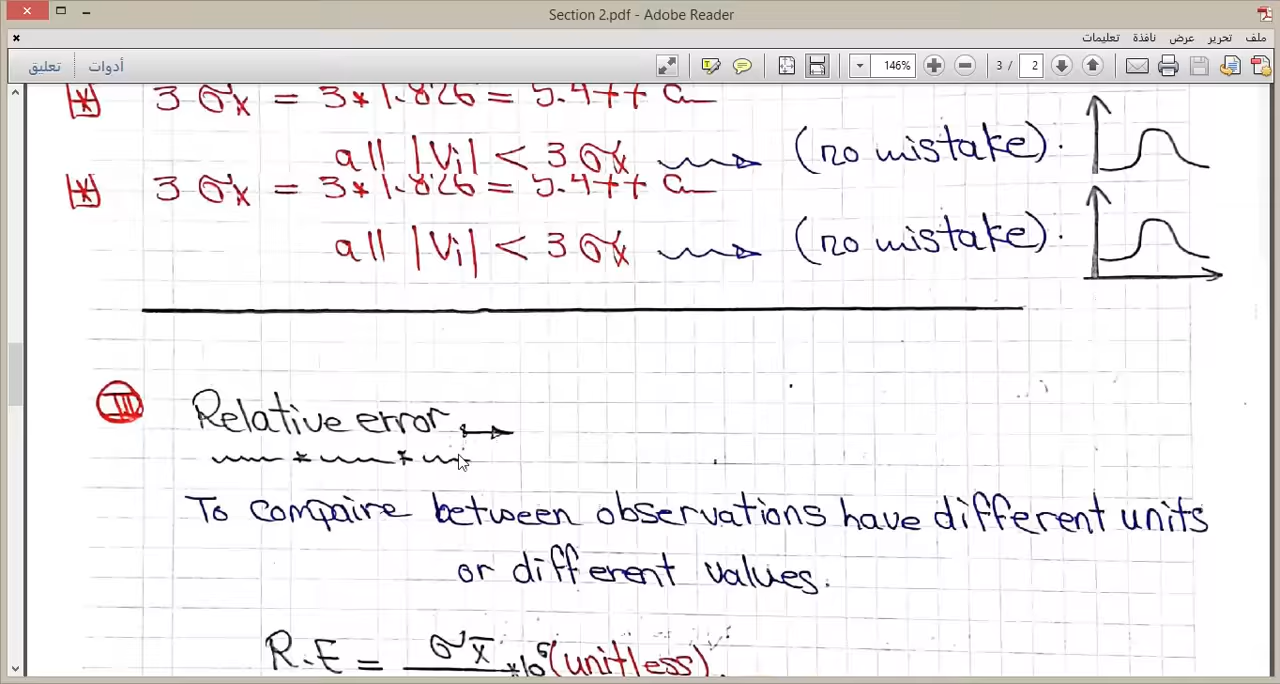 Section 2.pdf - Adobe Reader
ملف تحرير عرض نافذة تعليمات
تعليق أدوات 146% 3 / 2
3 σx = 3*1.826 = 5.477
all |Vi| < 3 σx (no mistake).
3 σx = 3*1.826 = 5.477
all |Vi| < 3 σx (no mistake).
III Relative error
To compaire between observations have different units
or different values.
R.E = σx̄ *10⁶ (unitless).